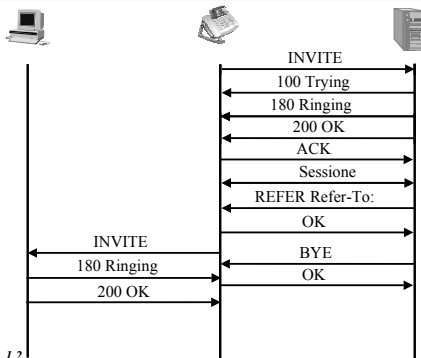 INVITE
100 Trying
180 Ringing
200 OK
ACK
Sessione
REFER Refer-To:
OK
INVITE
BYE
180 Ringing
OK
200 OK